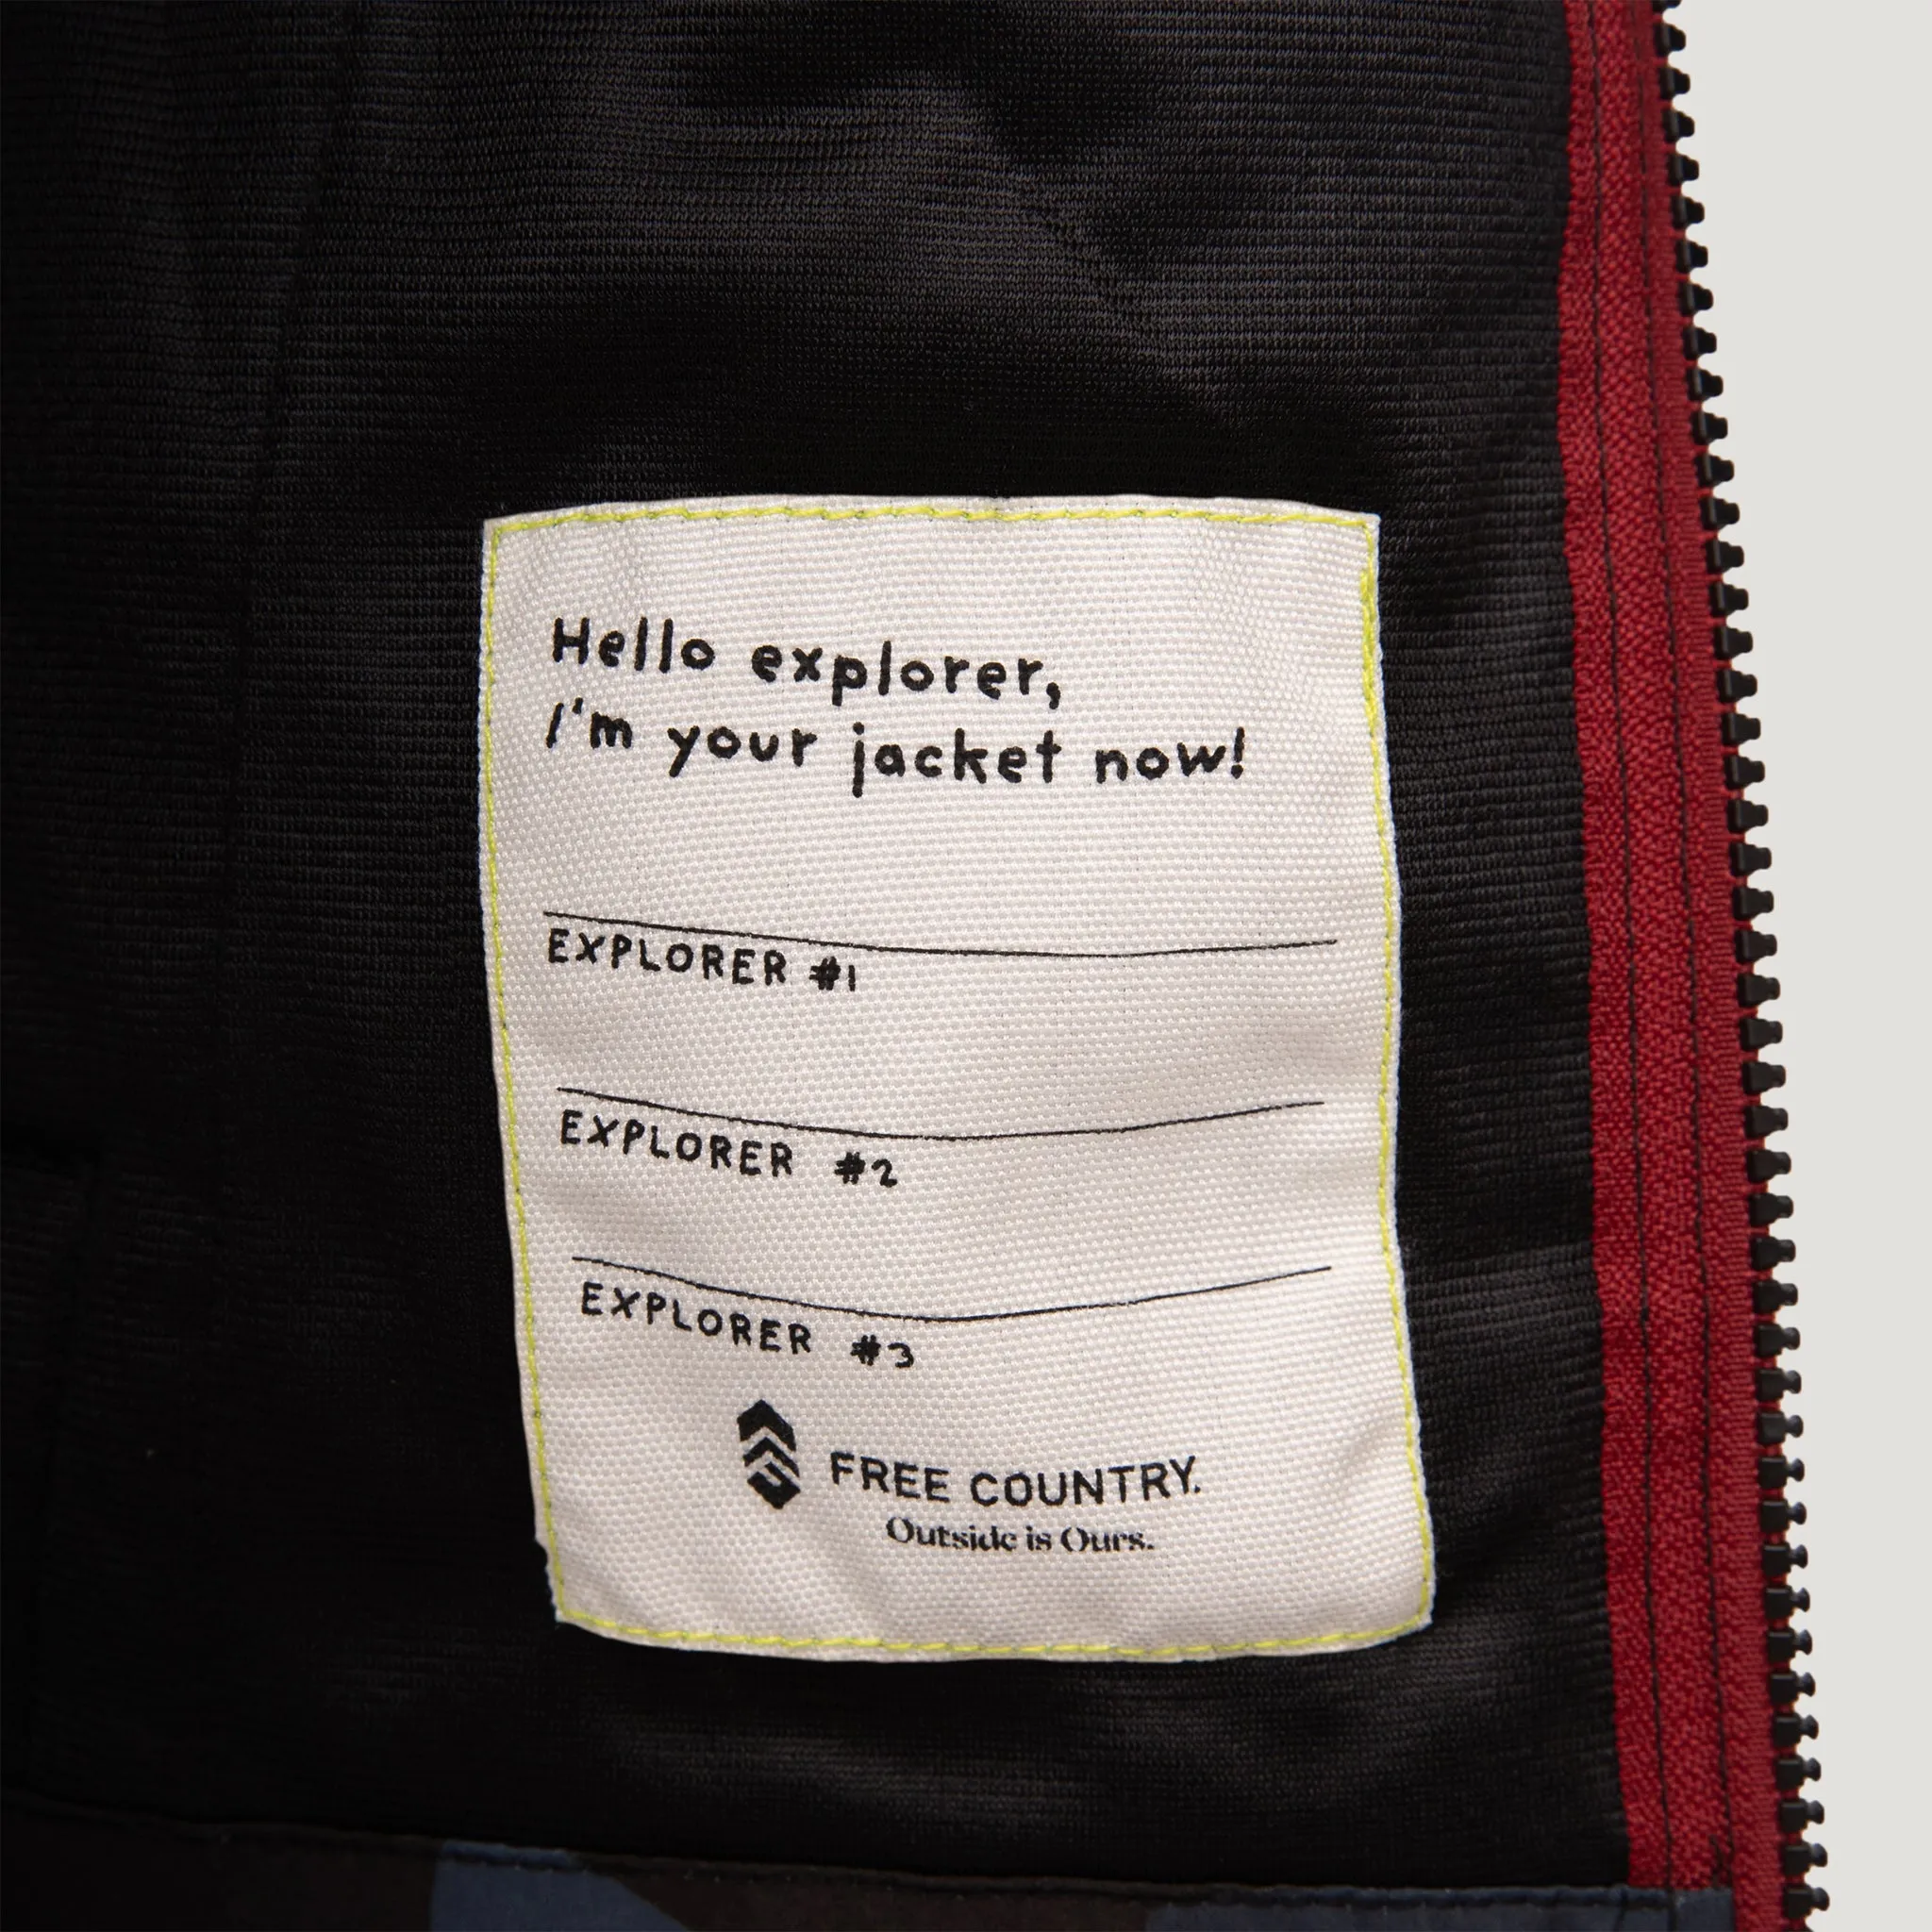 Hello explorer,
I'm your jacket now!
EXPLORER #1
EXPLORER #2
EXPLORER #3
FREE COUNTRY.
Outside is Ours.